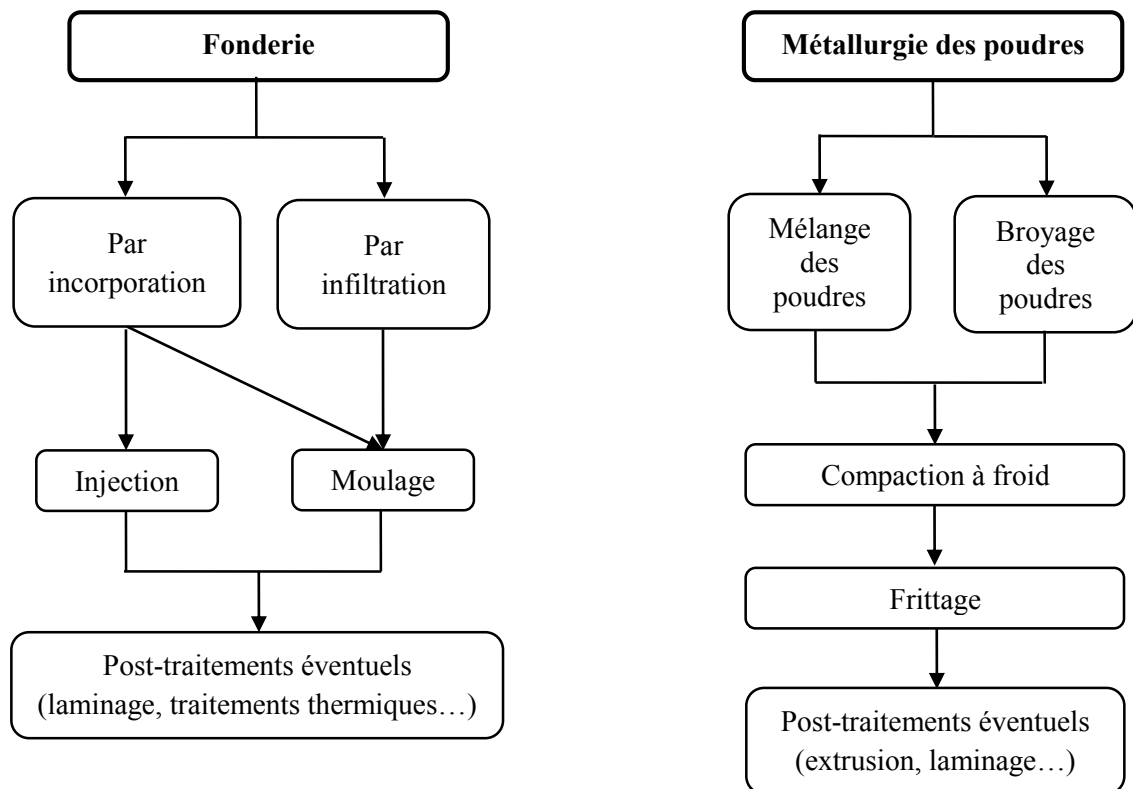 Fonderie
Par
incorporation
Par
infiltration
Injection
Moulage
Post-traitements éventuels
(laminage, traitements thermiques…)
Métallurgie des poudres
Mélange
des
poudres
Broyage
des
poudres
Compaction à froid
Frittage
Post-traitements éventuels
(extrusion, laminage…)